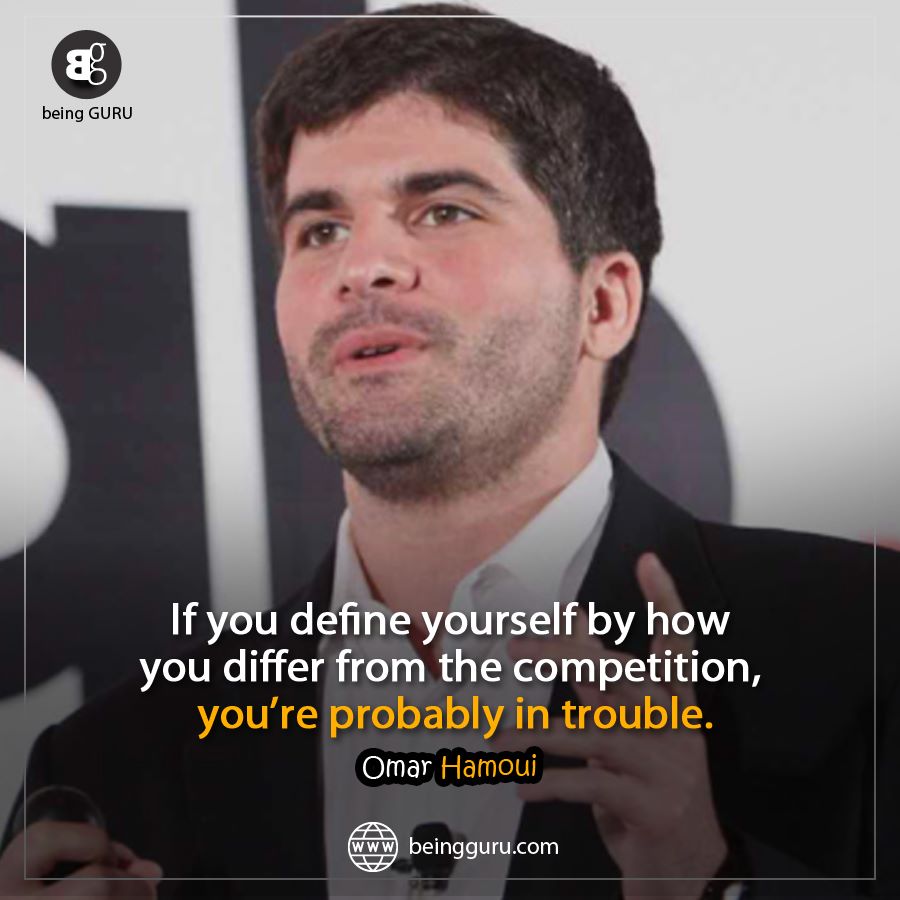 being GURU
If you define yourself by how
you differ from the competition,
you’re probably in trouble.
Omar Hamoui
www beingguru.com